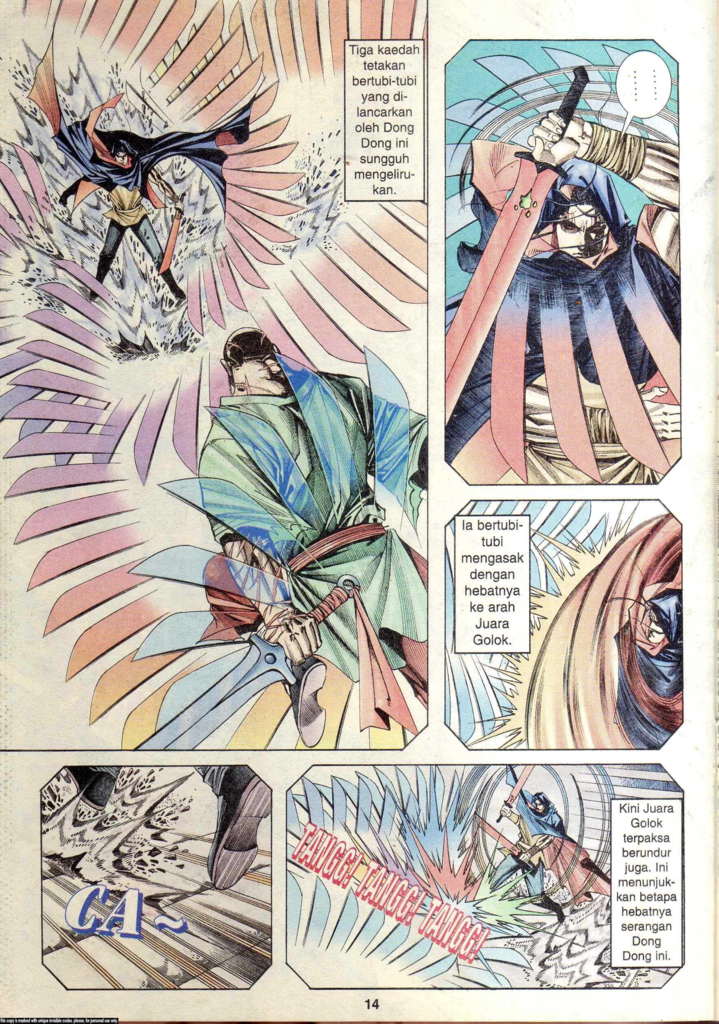 Tiga kaedah
tetakan
bertubi-tubi
yang di-
lancarkan
oleh Dong
Dong ini
sungguh
mengeliru-
kan.
Ia bertubi-
tubi
mengasak
dengan
hebatnya
ke arah
Juara
Golok.
CA ~
TANGG! TANGG! TANGG!
Kini Juara
Golok
terpaksa
berundur
juga. Ini
menunjuk-
kan betapa
hebatnya
serangan
Dong
Dong ini.
14